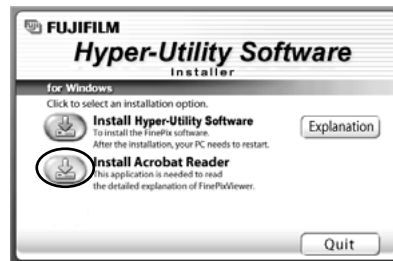 FUJIFILM
Hyper-Utility Software
Installer
for Windows
Click to select an installation option.
Install Hyper-Utility Software
To install the FinePix software.
After the installation, your PC needs to restart.
Explanation
Install Acrobat Reader
This application is needed to read
the detailed explanation of FinePixViewer.
Quit